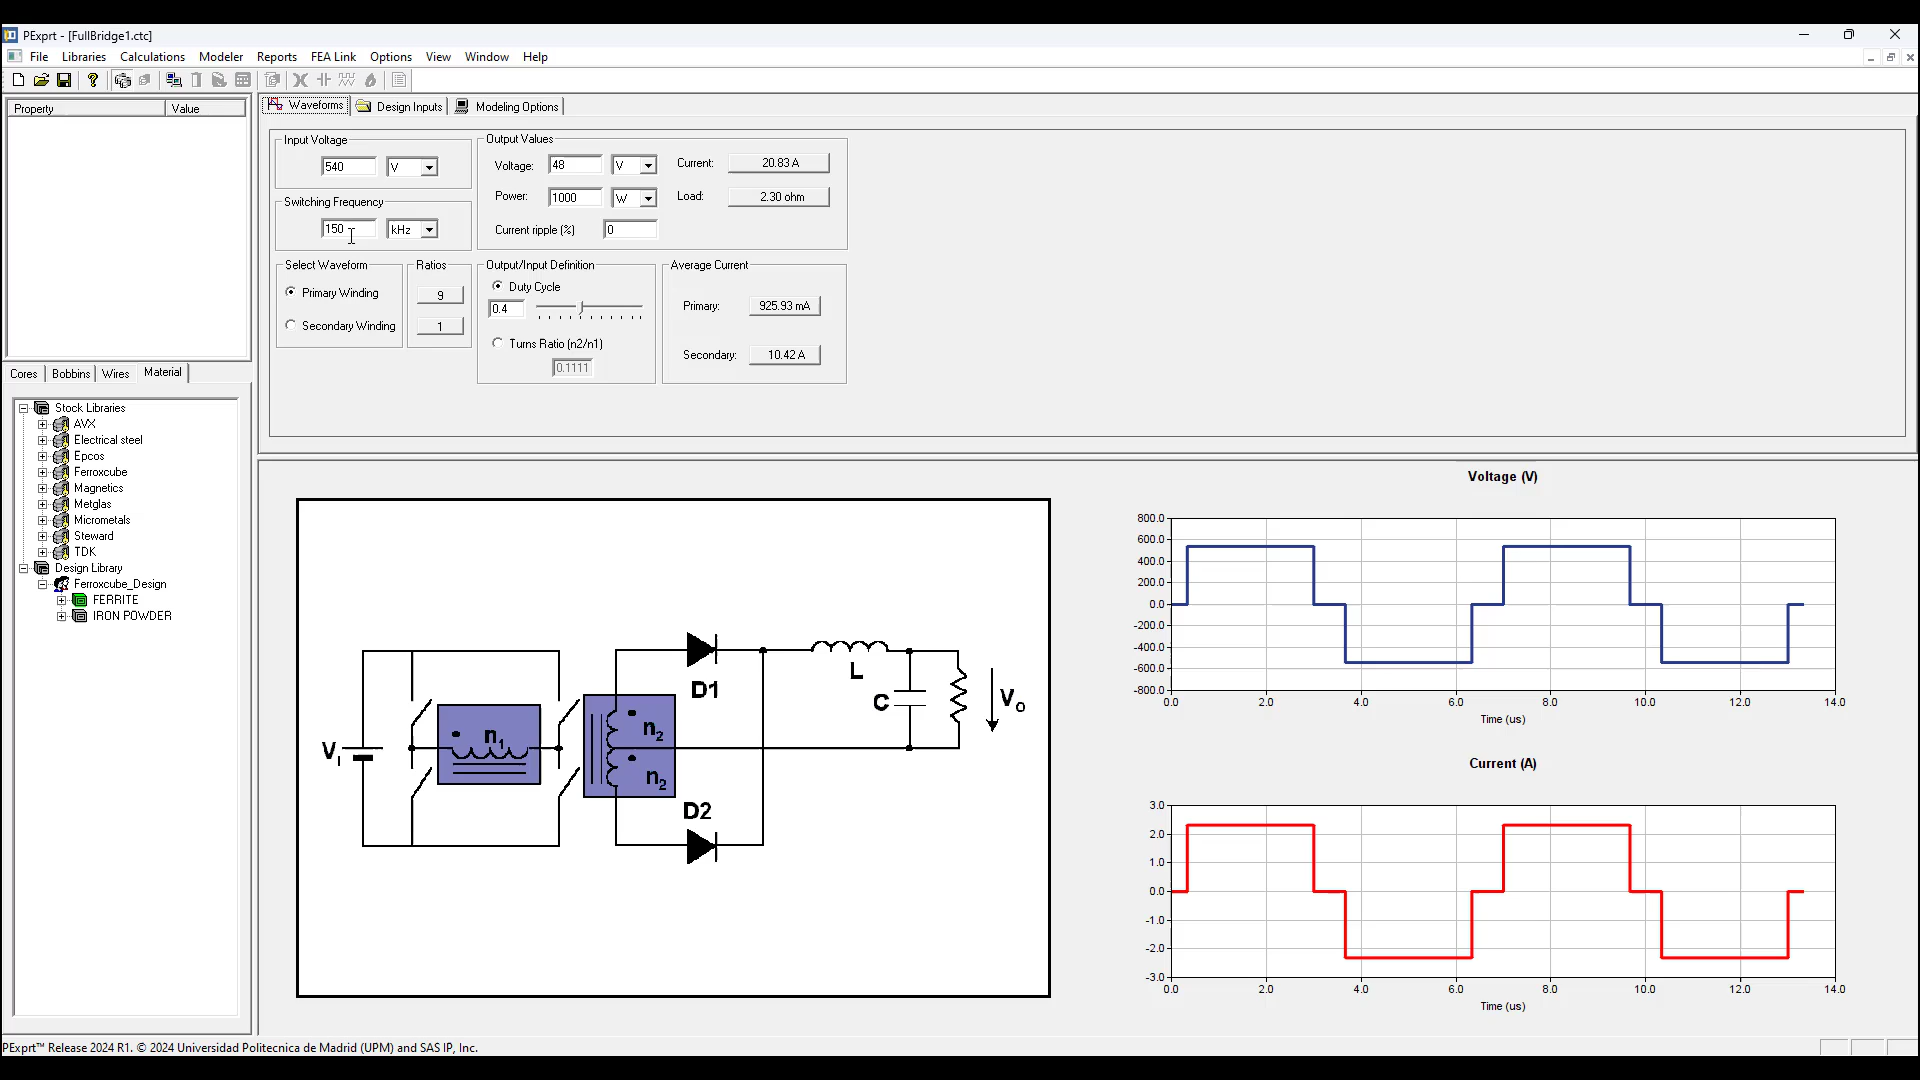 PExprt - [FullBridge1.ctc]
File Libraries Calculations Modeler Reports FEA Link Options View Window Help
Property Value
Waveforms Design Inputs Modeling Options
Input Voltage
540 V
Switching Frequency
150 kHz
Output Values
Voltage: 48 V Current: 20.83 A
Power: 1000 W Load: 2.30 ohm
Current ripple (%) 0
Select Waveform
Primary Winding
Secondary Winding
Ratios
9
1
Output/Input Definition
Duty Cycle
0.4
Turns Ratio (n2/n1)
0.1111
Average Current
Primary: 925.93 mA
Secondary: 10.42 A
Cores Bobbins Wires Material
Stock Libraries
AVX
Electrical steel
Epcos
Ferroxcube
Magnetics
Metglas
Micrometals
Steward
TDK
Design Library
Ferroxcube_Design
FERRITE
IRON POWDER
VI
n1
n2
n2
D1
D2
L
C
Vo
Voltage (V)
800.0
600.0
400.0
200.0
0.0
-200.0
-400.0
-600.0
-800.0
0.0 2.0 4.0 6.0 8.0 10.0 12.0 14.0
Time (us)
Current (A)
3.0
2.0
1.0
0.0
-1.0
-2.0
-3.0
0.0 2.0 4.0 6.0 8.0 10.0 12.0 14.0
Time (us)
PExprt™ Release 2024 R1. © 2024 Universidad Politecnica de Madrid (UPM) and SAS IP, Inc.